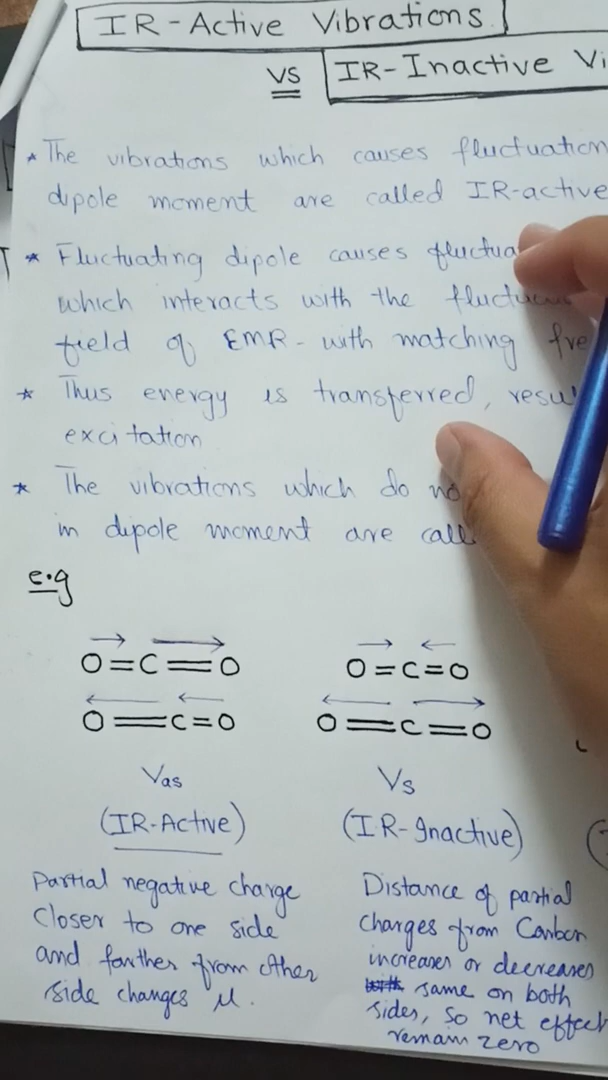 IR-Active Vibrations
vs IR-Inactive Vi
* The vibrations which causes fluctuation
dipole moment are called IR-active
* Fluctuating dipole causes
which interacts with the
field of EMR - with matching
* Thus energy is transferred,
excitation
* The vibrations which do
in dipole moment are
e.g
O=C=O
O=C=O
O=C=O
O=C=O
Vas
Vs
(IR-Active)
(IR-Inactive)
Partial negative charge
closer to one side
and farther from other
side changes μ.
Distance of partial
charges from Carbon
increases or decreases
same on both
sides, so net effect
remain zero